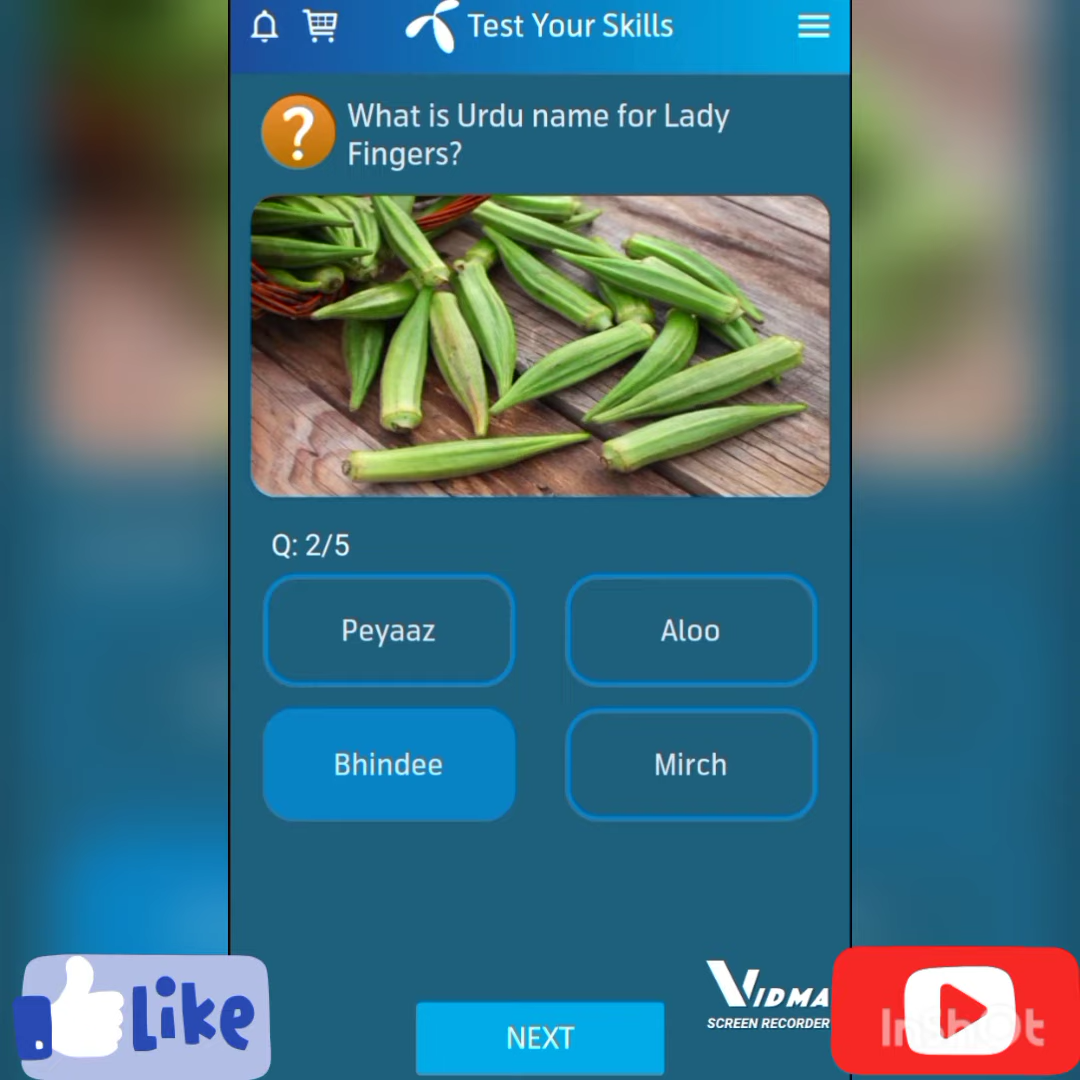 Test Your Skills
What is Urdu name for Lady
Fingers?
Q: 2/5
Peyaaz
Aloo
Bhindee
Mirch
VIDMA
SCREEN RECORDER
Like
InShOt
NEXT